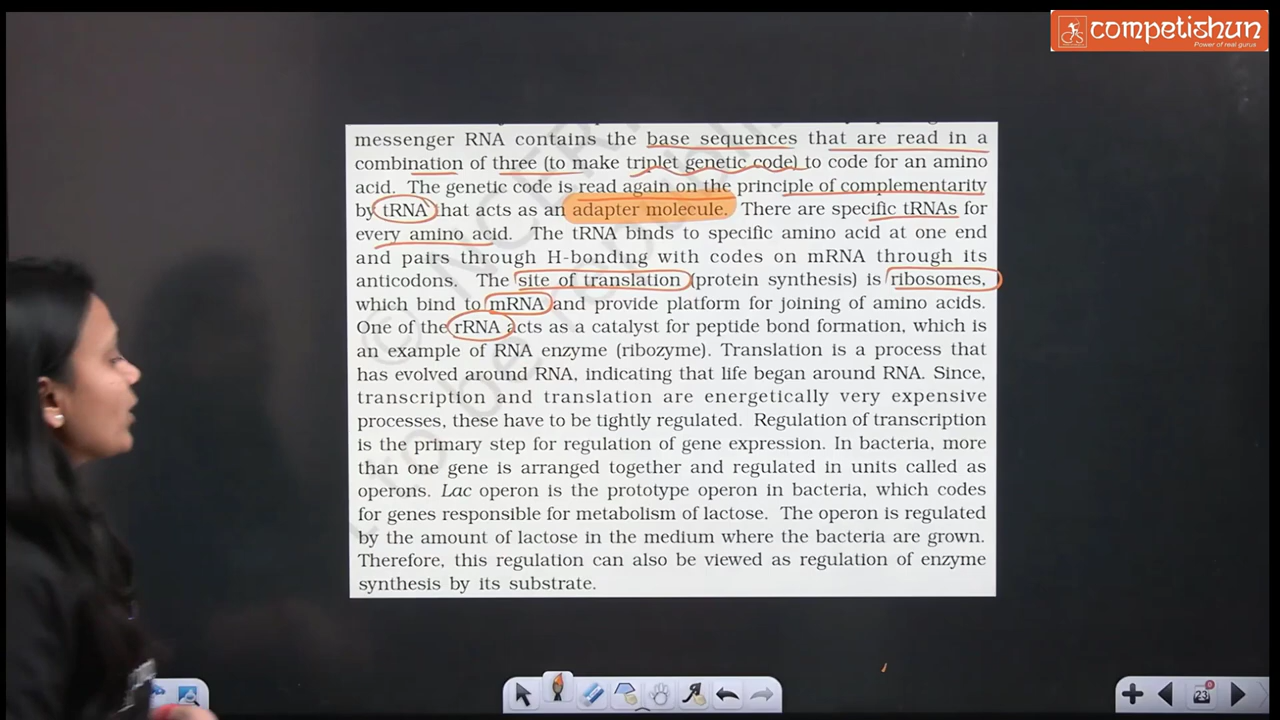 competishun
Power of real gurus
messenger RNA contains the base sequences that are read in a
combination of three (to make triplet genetic code) to code for an amino
acid. The genetic code is read again on the principle of complementarity
by tRNA that acts as an adapter molecule. There are specific tRNAs for
every amino acid. The tRNA binds to specific amino acid at one end
and pairs through H-bonding with codes on mRNA through its
anticodons. The site of translation (protein synthesis) is ribosomes,
which bind to mRNA and provide platform for joining of amino acids.
One of the rRNA acts as a catalyst for peptide bond formation, which is
an example of RNA enzyme (ribozyme). Translation is a process that
has evolved around RNA, indicating that life began around RNA. Since,
transcription and translation are energetically very expensive
processes, these have to be tightly regulated. Regulation of transcription
is the primary step for regulation of gene expression. In bacteria, more
than one gene is arranged together and regulated in units called as
operons. Lac operon is the prototype operon in bacteria, which codes
for genes responsible for metabolism of lactose. The operon is regulated
by the amount of lactose in the medium where the bacteria are grown.
Therefore, this regulation can also be viewed as regulation of enzyme
synthesis by its substrate.
23